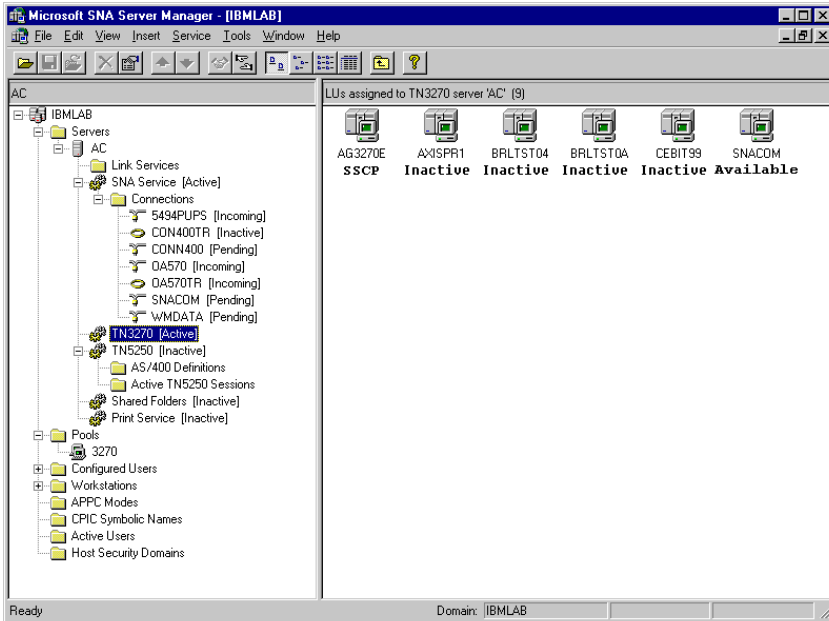 Microsoft SNA Server Manager - [IBMLAB]
File Edit View Insert Service Tools Window Help
AC
LUs assigned to TN3270 server 'AC' (9)
IBMLAB
Servers
AC
Link Services
SNA Service [Active]
Connections
5494PUPS [Incoming]
CON400TR [Inactive]
CONN400 [Pending]
OA570 [Incoming]
OA570TR [Incoming]
SNACOM [Pending]
WMDATA [Pending]
TN3270 [Active]
TN5250 [Inactive]
AS/400 Definitions
Active TN5250 Sessions
Shared Folders [Inactive]
Print Service [Inactive]
Pools
3270
Configured Users
Workstations
APPC Modes
CPIC Symbolic Names
Active Users
Host Security Domains
AG3270E AXISPR1 BRLTST04 BRLTST0A CEBIT99 SNACOM
SSCP Inactive Inactive Inactive Inactive Available
Ready Domain: IBMLAB